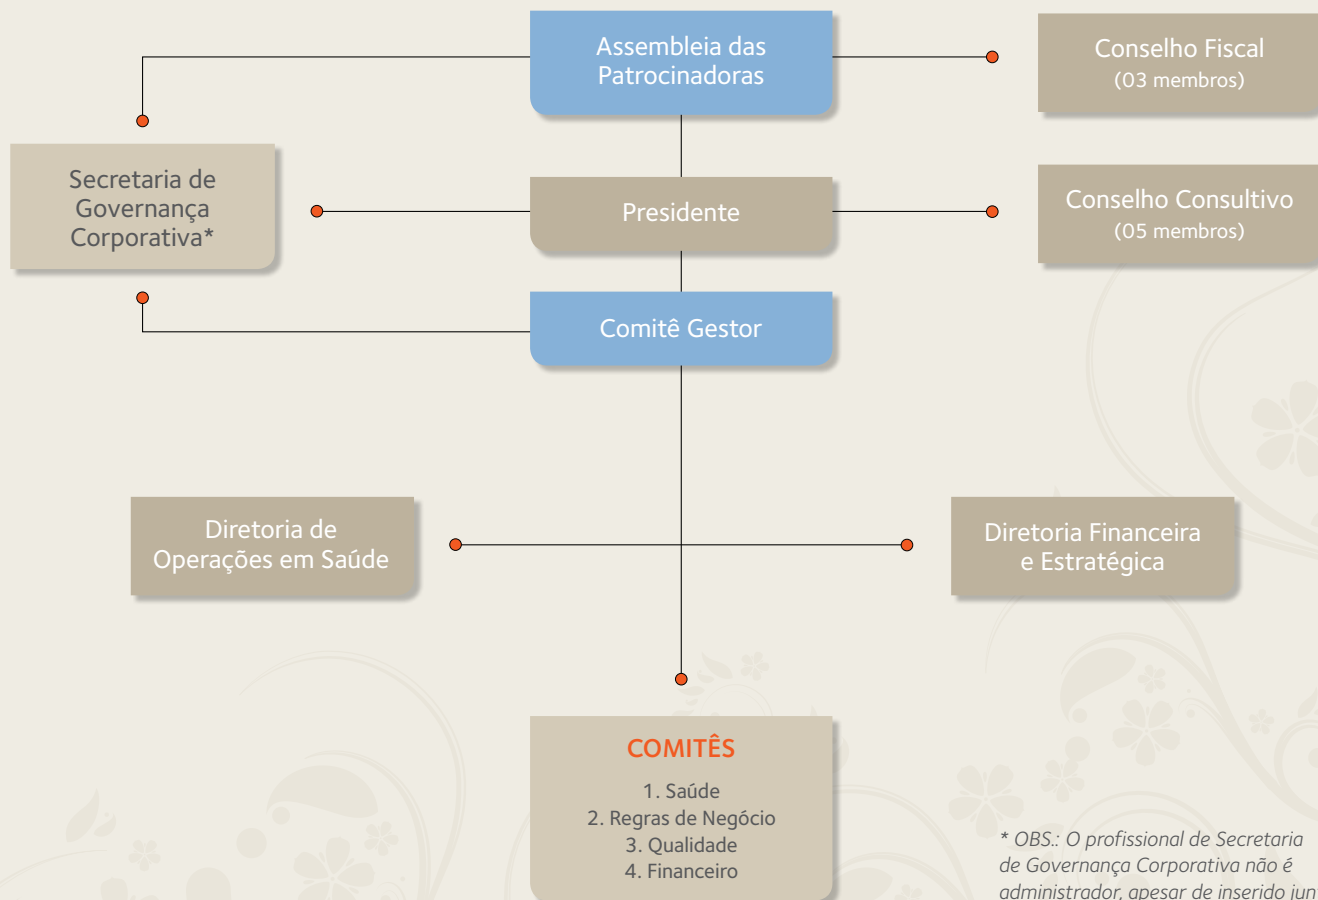 Assembleia das
Patrocinadoras
Conselho Fiscal
(03 membros)
Secretaria de
Governança
Corporativa*
Presidente
Conselho Consultivo
(05 membros)
Comitê Gestor
Diretoria de
Operações em Saúde
Diretoria Financeira
e Estratégica
COMITÊS
1. Saúde
2. Regras de Negócio
3. Qualidade
4. Financeiro
* OBS.: O profissional de Secretaria
de Governança Corporativa não é
administrador, apesar de inserido